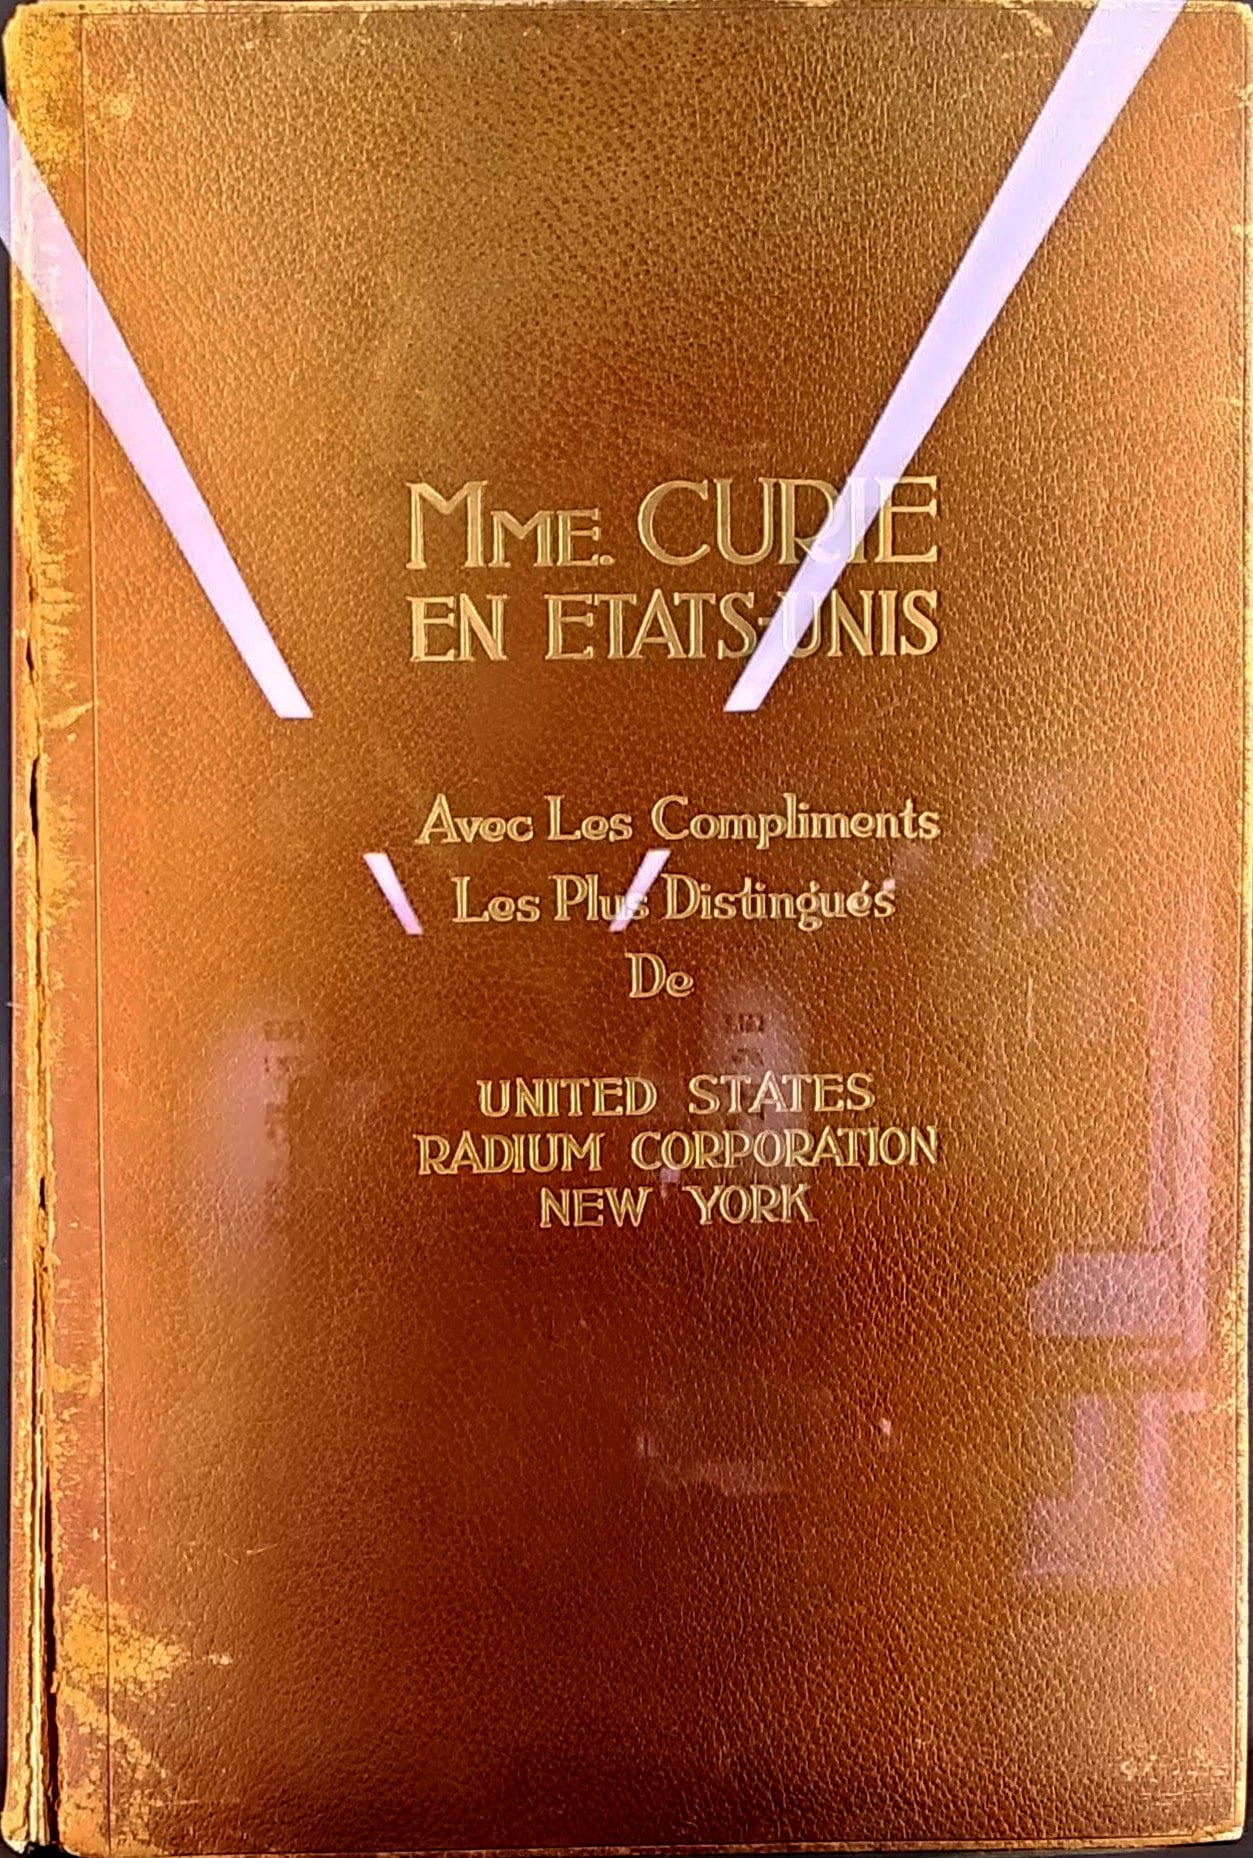 MME. CURIE
EN ETATS-UNIS
Avec Les Compliments
Les Plus Distingués
De
UNITED STATES
RADIUM CORPORATION
NEW YORK